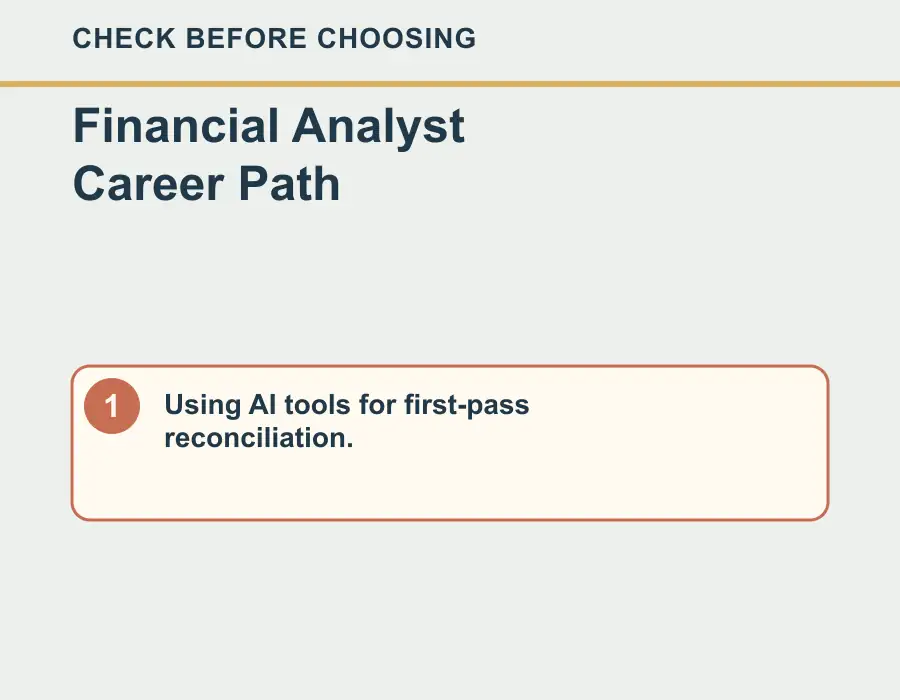 CHECK BEFORE CHOOSING
Financial Analyst
Career Path
1
Using AI tools for first-pass
reconciliation.